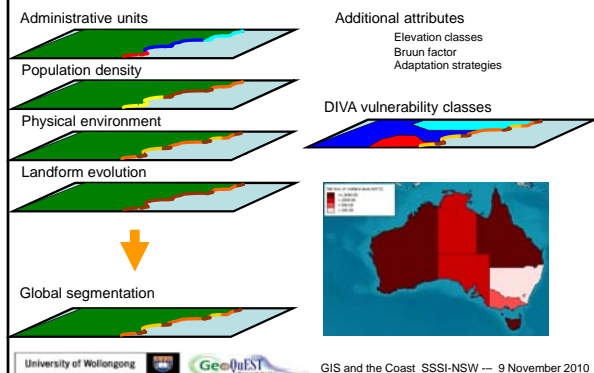 Administrative units
Population density
Physical environment
Landform evolution
Global segmentation
Additional attributes
Elevation classes
Bruun factor
Adaptation strategies
DIVA vulnerability classes
University of Wollongong
GeoQuEST
GIS and the Coast SSSI-NSW --- 9 November 2010